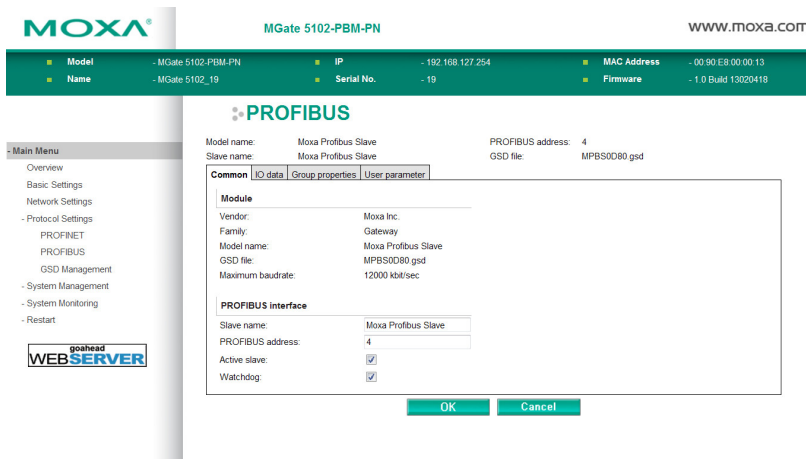 MOXA®
MGate 5102-PBM-PN
www.moxa.com
Model - MGate 5102-PBM-PN IP - 192.168.127.254 MAC Address - 00:90:E8:00:00:13
Name - MGate 5102_19 Serial No. - 19 Firmware - 1.0 Build 13020418
PROFIBUS
Model name: Moxa Profibus Slave PROFIBUS address: 4
Slave name: Moxa Profibus Slave GSD file: MPBS0D80.gsd
- Main Menu
Overview
Basic Settings
Network Settings
- Protocol Settings
PROFINET
PROFIBUS
GSD Management
- System Management
- System Monitoring
- Restart
goahead
WEBSERVER
Common IO data Group properties User parameter
Module
Vendor: Moxa Inc.
Family: Gateway
Model name: Moxa Profibus Slave
GSD file: MPBS0D80.gsd
Maximum baudrate: 12000 kbit/sec
PROFIBUS interface
Slave name: Moxa Profibus Slave
PROFIBUS address: 4
Active slave:
Watchdog:
OK Cancel